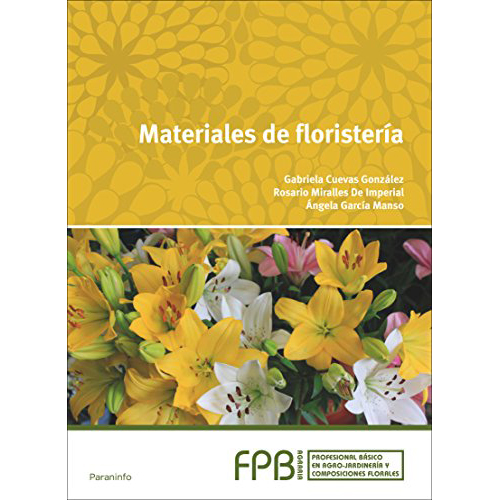 Materiales de floristería
Gabriela Cuevas González
Rosario Miralles De Imperial
Ángela García Manso
Paraninfo
FPB
AGRARIA
PROFESIONAL BÁSICO
EN AGRO-JARDINERÍA Y
COMPOSICIONES FLORALES